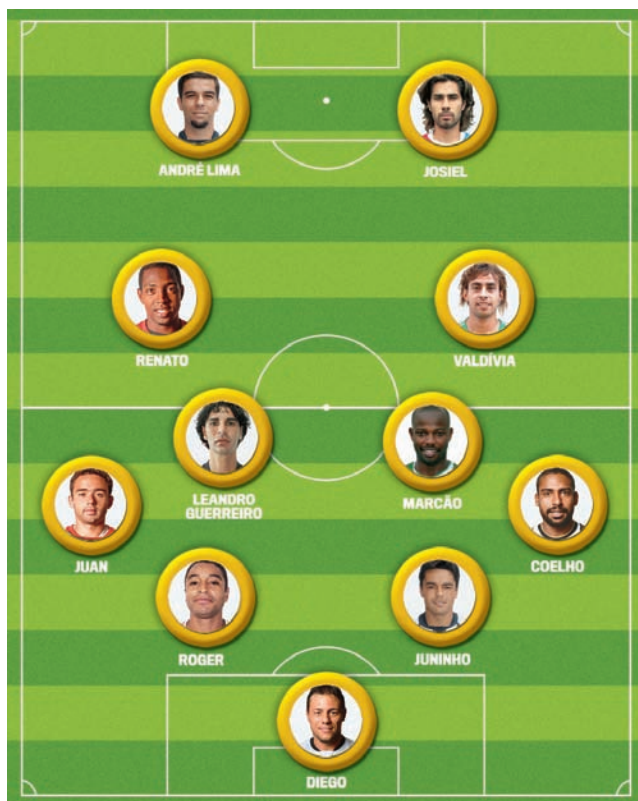 ANDRÉ LIMA
JOSIEL
RENATO
VALDÍVIA
LEANDRO
GUERREIRO
MARCÃO
JUAN
COELHO
ROGER
JUNINHO
DIEGO